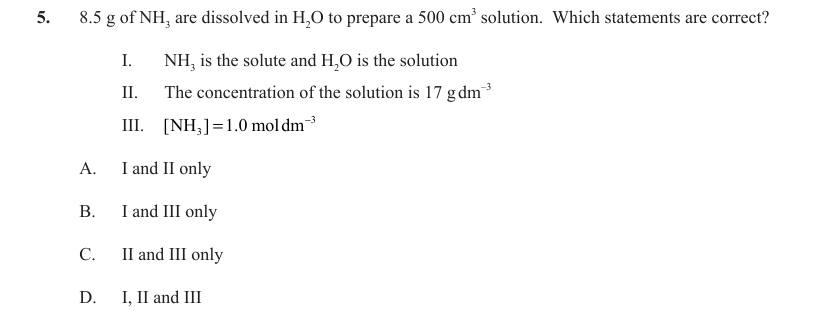 5. 8.5 g of NH₃ are dissolved in H₂O to prepare a 500 cm³ solution. Which statements are correct?
I. NH₃ is the solute and H₂O is the solution
II. The concentration of the solution is 17 g dm⁻³
III. [NH₃] = 1.0 mol dm⁻³
A. I and II only
B. I and III only
C. II and III only
D. I, II and III